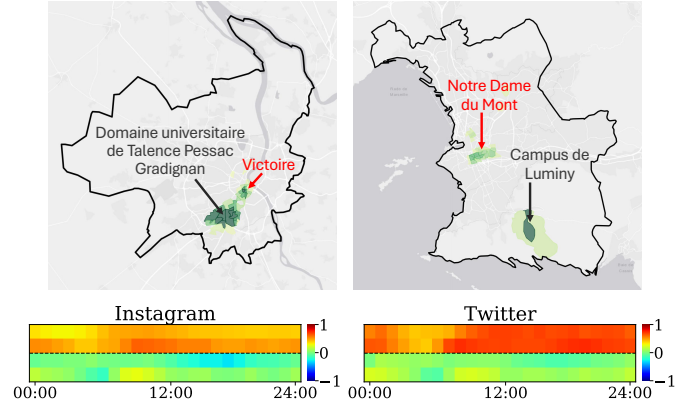 Domaine universitaire
de Talence Pessac
Gradignan
Victoire
Notre Dame
du Mont
Campus de
Luminy
Instagram
1
0
−1
00:00 12:00 24:00
Twitter
1
0
−1
00:00 12:00 24:00